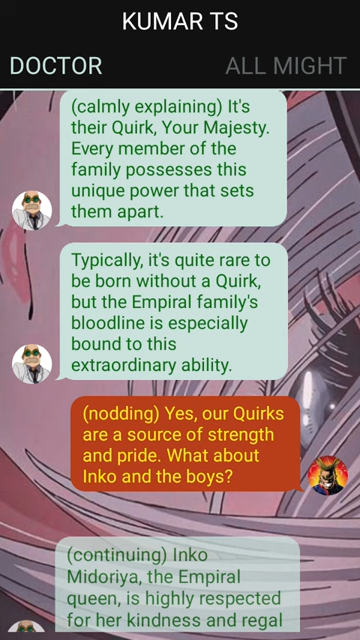 KUMAR TS
DOCTOR
ALL MIGHT
(calmly explaining) It's
their Quirk, Your Majesty.
Every member of the
family possesses this
unique power that sets
them apart.
Typically, it's quite rare to
be born without a Quirk,
but the Empiral family's
bloodline is especially
bound to this
extraordinary ability.
(nodding) Yes, our Quirks
are a source of strength
and pride. What about
Inko and the boys?
(continuing) Inko
Midoriya, the Empiral
queen, is highly respected
for her kindness and regal